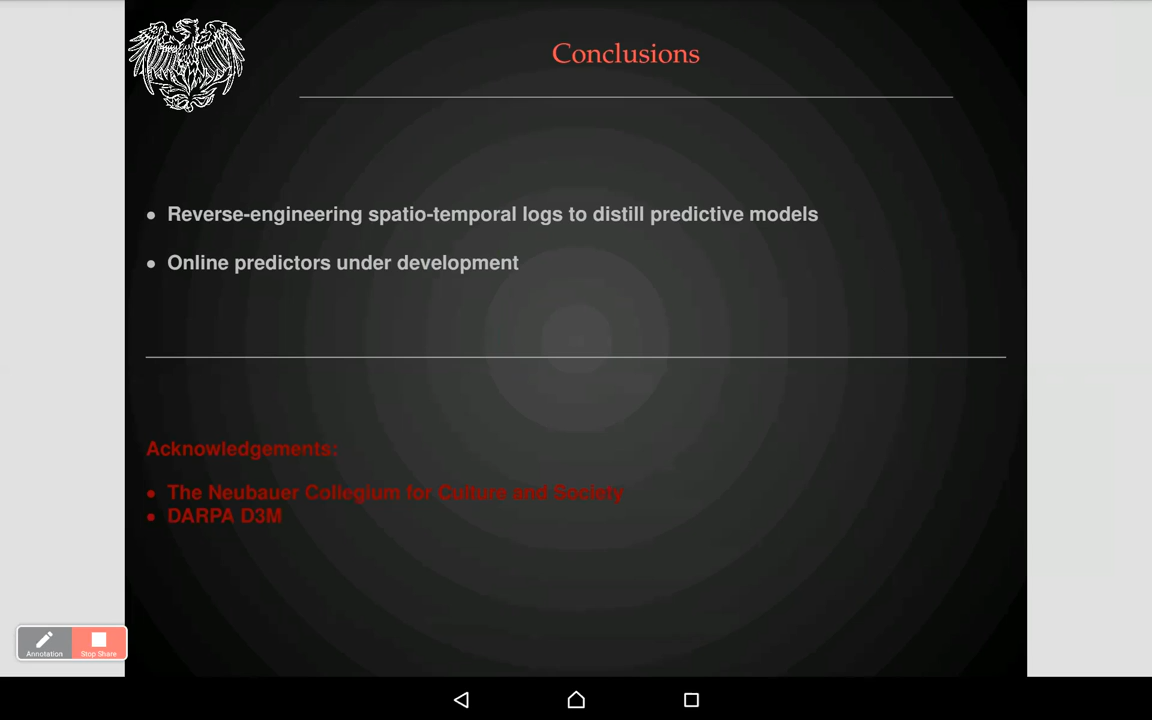 Conclusions
• Reverse-engineering spatio-temporal logs to distill predictive models
• Online predictors under development
Acknowledgements:
• The Neubauer Collegium for Culture and Society
• DARPA D3M
Annotation
Stop Share